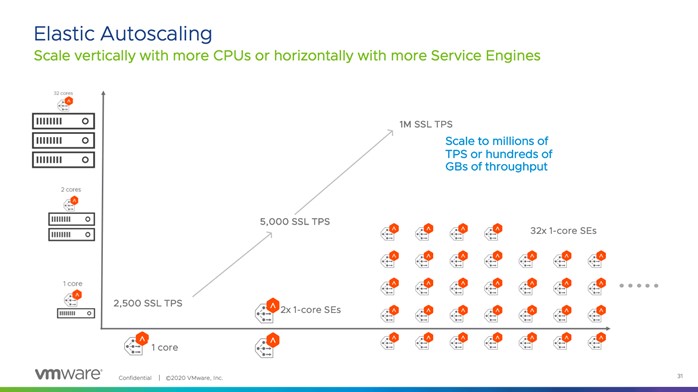 Elastic Autoscaling
Scale vertically with more CPUs or horizontally with more Service Engines
32 cores
1M SSL TPS
Scale to millions of
TPS or hundreds of
GBs of throughput
2 cores
5,000 SSL TPS
32x 1-core SEs
1 core
2,500 SSL TPS
2x 1-core SEs
1 core
vmware®
Confidential | ©2020 VMware, Inc.
31